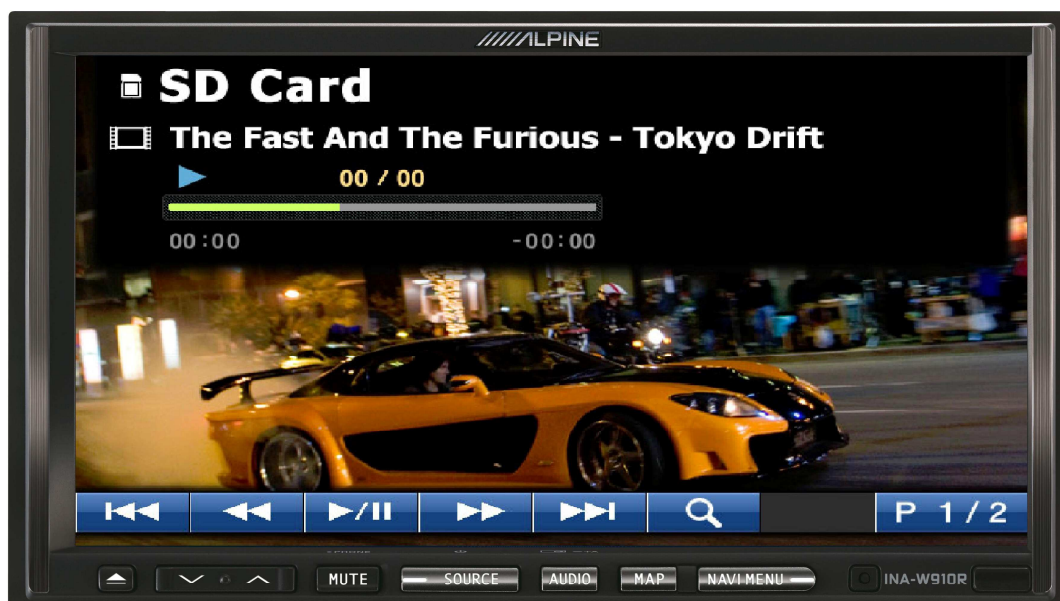 ALPINE
SD Card
The Fast And The Furious - Tokyo Drift
00 / 00
00:00 -00:00
P 1/2
MUTE SOURCE AUDIO MAP NAVI MENU INA-W910R